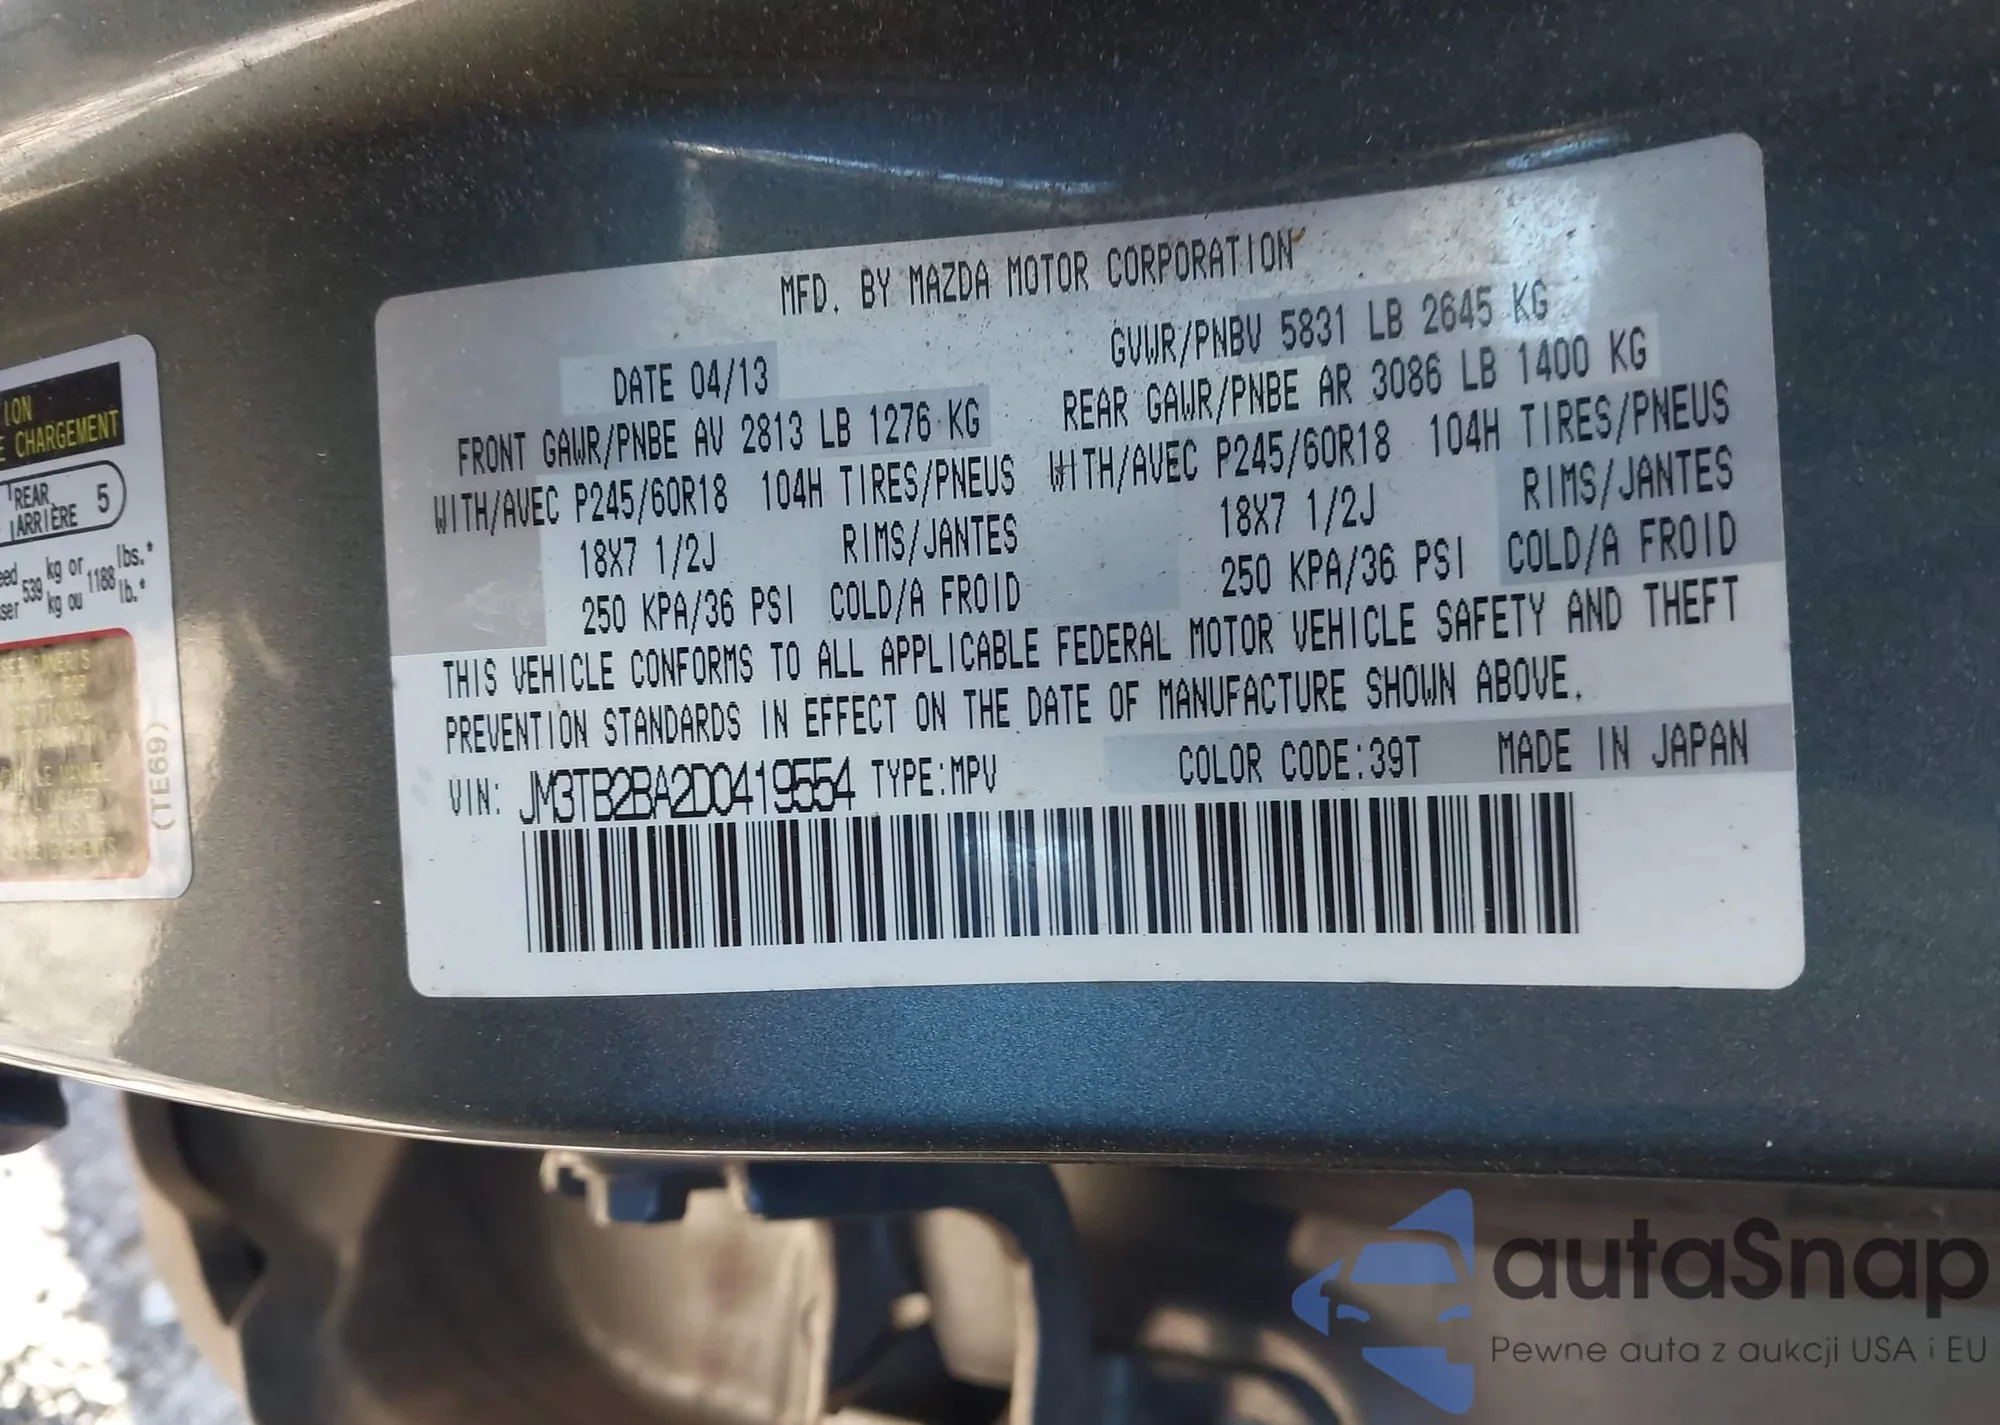 ION
E CHARGEMENT
REAR
ARRIÈRE 5
eed 539 kg or 1188 lbs.*
ser kg ou lb.*
(TE69)
MFD. BY MAZDA MOTOR CORPORATION
DATE 04/13
GVWR/PNBV 5831 LB 2645 KG
FRONT GAWR/PNBE AV 2813 LB 1276 KG
REAR GAWR/PNBE AR 3086 LB 1400 KG
WITH/AVEC P245/60R18 104H TIRES/PNEUS
WITH/AVEC P245/60R18 104H TIRES/PNEUS
18X7 1/2J RIMS/JANTES
18X7 1/2J RIMS/JANTES
250 KPA/36 PSI COLD/A FROID
250 KPA/36 PSI COLD/A FROID
THIS VEHICLE CONFORMS TO ALL APPLICABLE FEDERAL MOTOR VEHICLE SAFETY AND THEFT
PREVENTION STANDARDS IN EFFECT ON THE DATE OF MANUFACTURE SHOWN ABOVE.
VIN: JM3TB2BA2D0419554 TYPE:MPV COLOR CODE:39T MADE IN JAPAN
autaSnap
Pewne auta z aukcji USA i EU